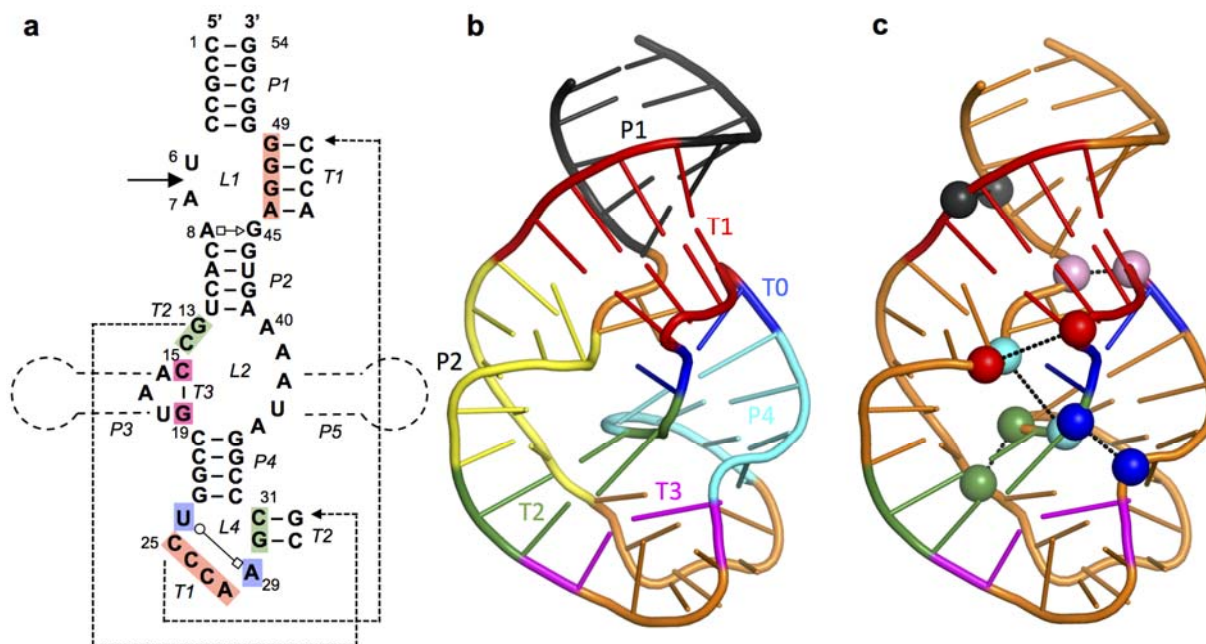 a
5’ 3’
1 C–G 54
C–G
G–C
C–G P1
C–G
49
G–C
6 U G–C
L1 G–C T1
7 A A–A
8 A G 45
C–G
A–U P2
C–G
U–A
T2 13 G A 40
C A
15 A C L2 A
A T3 A
P3 U G U P5
19 A
C–G
C–G P4
G–C
G–C 31
U L4 C–G
25 C G–C T2
C A 29
C
T1 A
b
P1
T1
T0
P2
P4
T3
T2
c